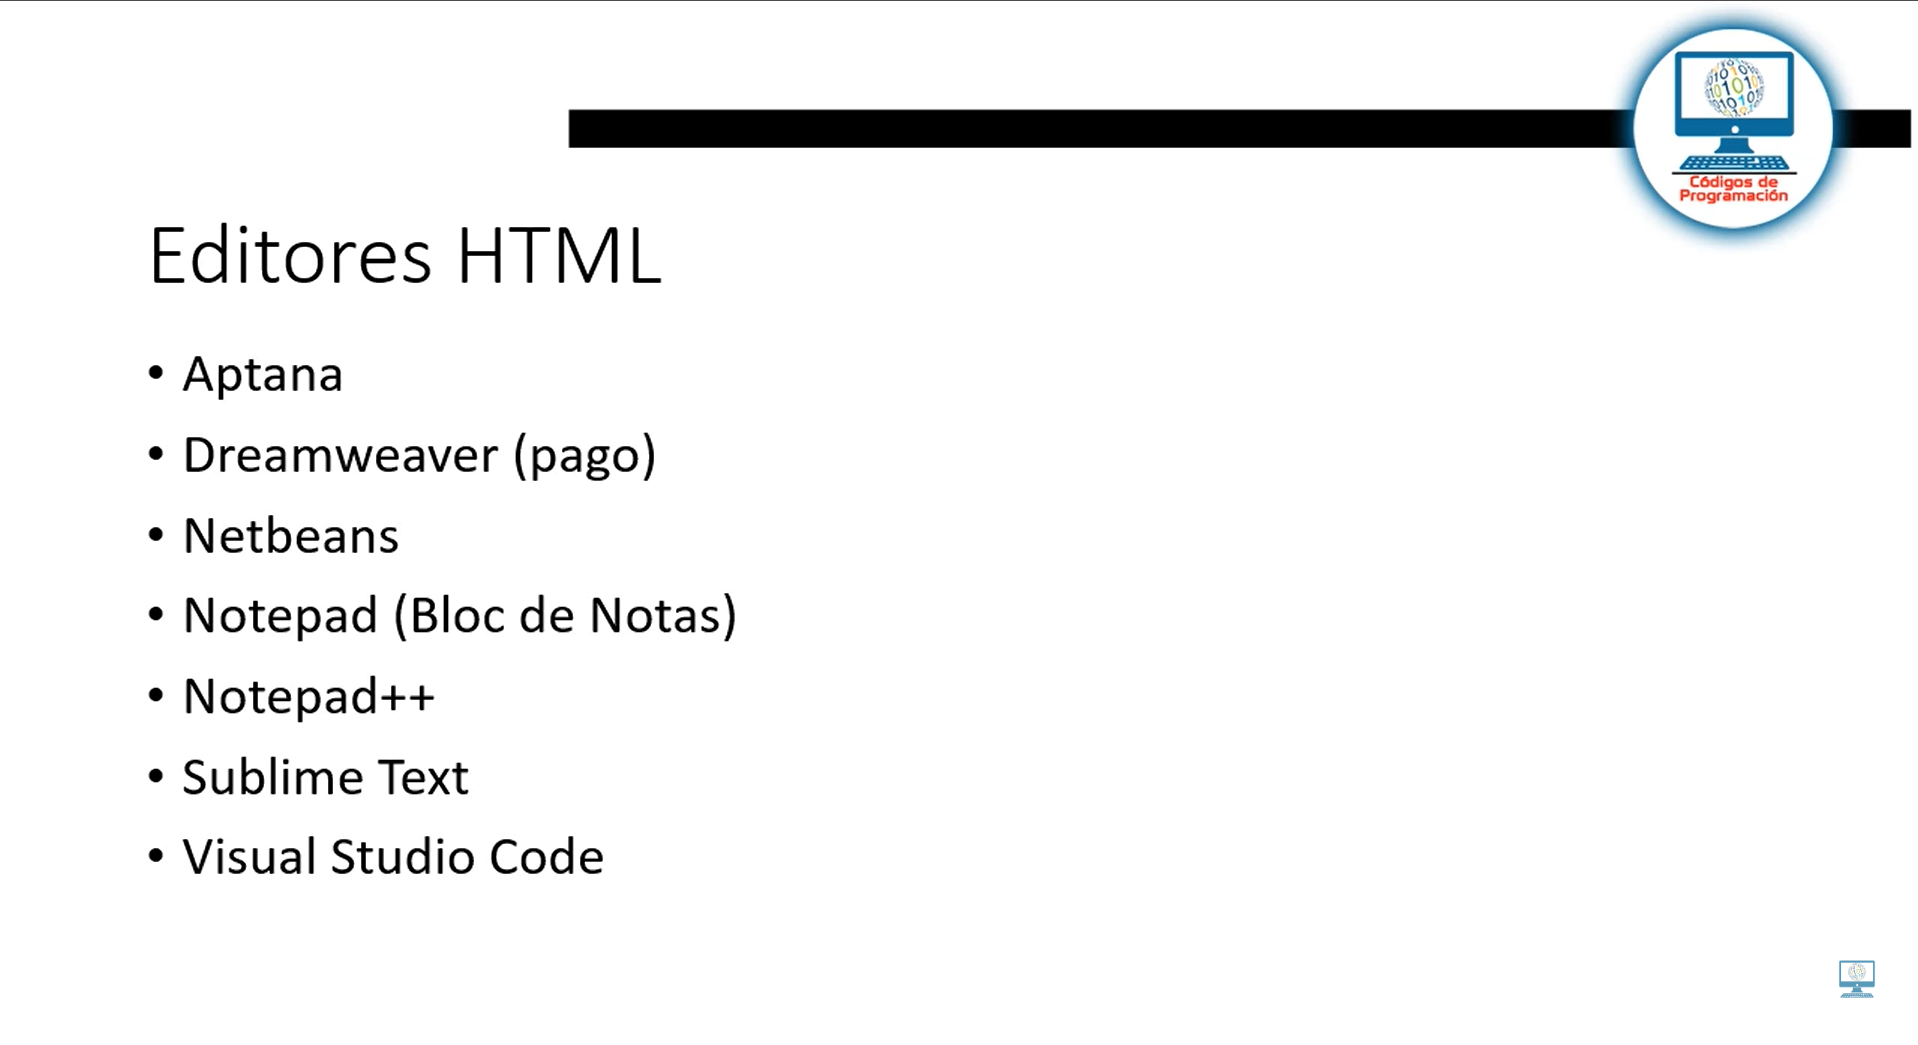 Códigos de
Programación
Editores HTML
• Aptana
• Dreamweaver (pago)
• Netbeans
• Notepad (Bloc de Notas)
• Notepad++
• Sublime Text
• Visual Studio Code